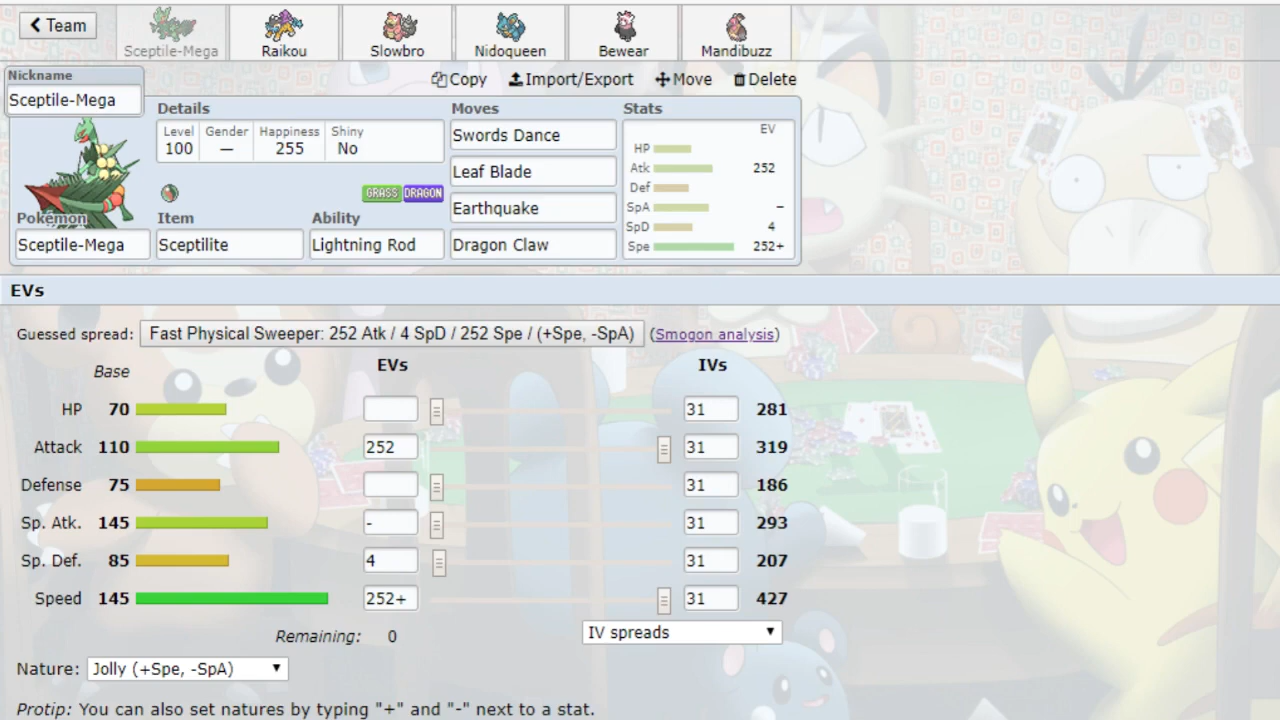 Team
Sceptile-Mega Raikou Slowbro Nidoqueen Bewear Mandibuzz
Copy Import/Export Move Delete
Nickname
Sceptile-Mega
Details Moves Stats
Level Gender Happiness Shiny
100 — 255 No
Swords Dance
Leaf Blade
Earthquake
Dragon Claw
EV
HP
Atk 252
Def
SpA –
SpD 4
Spe 252+
GRASS DRAGON
Pokémon Item Ability
Sceptile-Mega Sceptilite Lightning Rod
EVs
Guessed spread: Fast Physical Sweeper: 252 Atk / 4 SpD / 252 Spe / (+Spe, -SpA) (Smogon analysis)
Base EVs IVs
HP 70 31 281
Attack 110 252 31 319
Defense 75 31 186
Sp. Atk. 145 - 31 293
Sp. Def. 85 4 31 207
Speed 145 252+ 31 427
Remaining: 0 IV spreads
Nature: Jolly (+Spe, -SpA)
Protip: You can also set natures by typing "+" and "-" next to a stat.